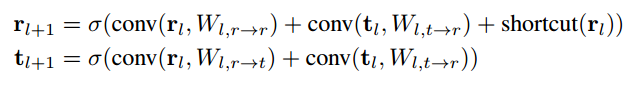 r_{l+1} = σ(conv(r_l, W_{l,r→r}) + conv(t_l, W_{l,t→r}) + shortcut(r_l))
t_{l+1} = σ(conv(r_l, W_{l,r→t}) + conv(t_l, W_{l,t→r}))